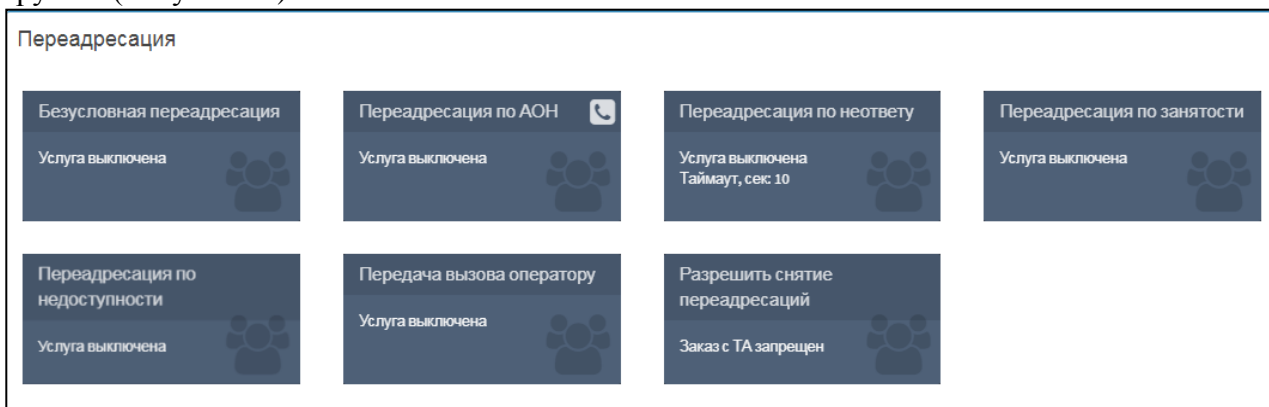 Переадресация
Безусловная переадресация
Услуга выключена
Переадресация по АОН
Услуга выключена
Переадресация по неответу
Услуга выключена
Таймаут, сек: 10
Переадресация по занятости
Услуга выключена
Переадресация по
недоступности
Услуга выключена
Передача вызова оператору
Услуга выключена
Разрешить снятие
переадресаций
Заказ с ТА запрещен